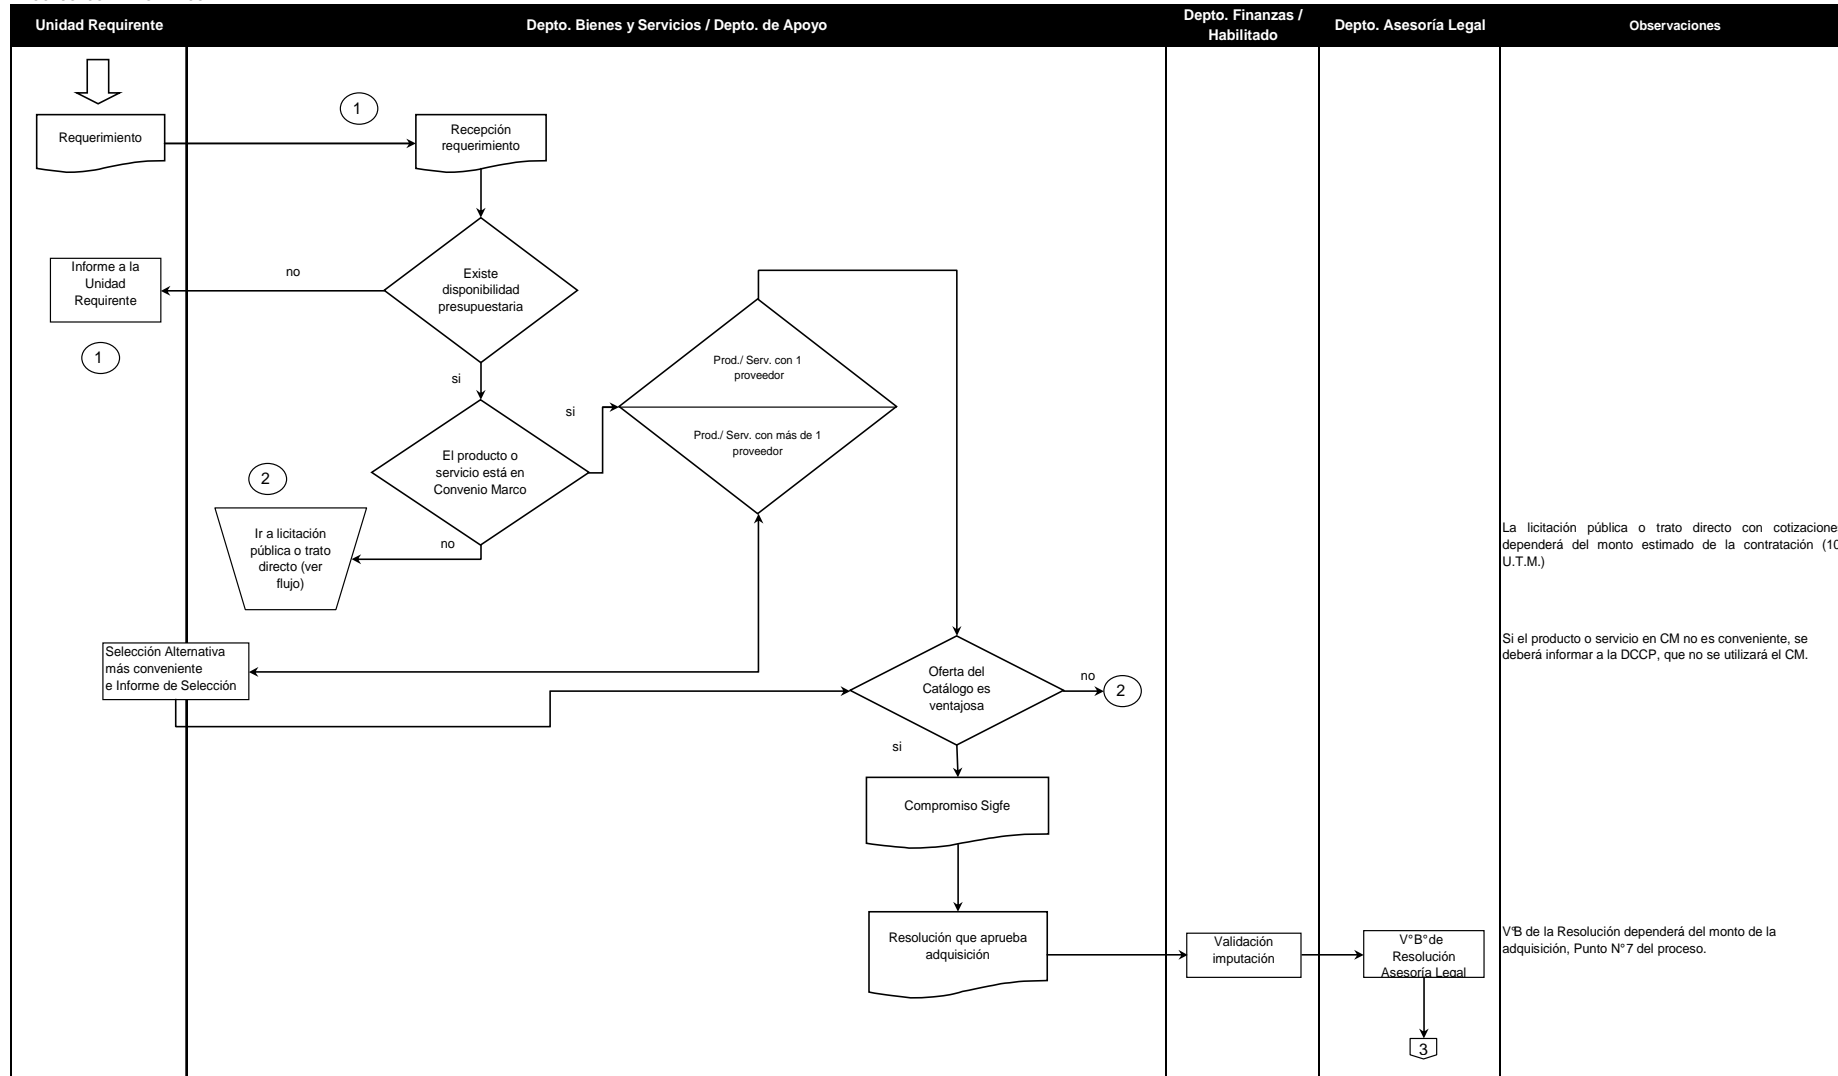 Unidad Requirente
Depto. Bienes y Servicios / Depto. de Apoyo
Depto. Finanzas /
Habilitado
Depto. Asesoría Legal
Observaciones
1
Requerimiento
Recepción
requerimiento
Informe a la
Unidad
Requirente
no
Existe
disponibilidad
presupuestaria
1
si
Prod./ Serv. con 1
proveedor
si
Prod./ Serv. con más de 1
proveedor
El producto o
servicio está en
Convenio Marco
2
Ir a licitación
pública o trato
directo (ver
flujo)
no
La licitación pública o trato directo con cotizacione
dependerá del monto estimado de la contratación (10
U.T.M.)
Selección Alternativa
más conveniente
e Informe de Selección
Si el producto o servicio en CM no es conveniente, se
deberá informar a la DCCP, que no se utilizará el CM.
Oferta del
Catálogo es
ventajosa
no
2
si
Compromiso Sigfe
Resolución que aprueba
adquisición
Validación
imputación
V°B°de
Resolución
Asesoría Legal
V°B de la Resolución dependerá del monto de la
adquisición, Punto N°7 del proceso.
3